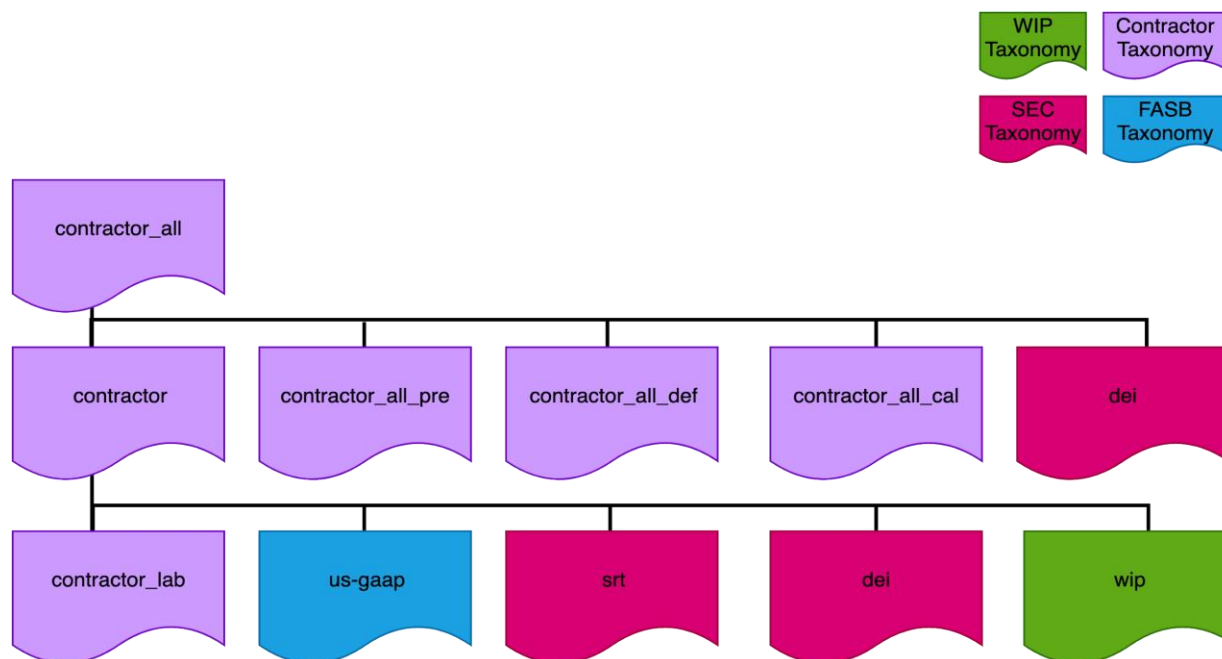 WIP
Taxonomy
Contractor
Taxonomy
SEC
Taxonomy
FASB
Taxonomy
contractor_all
contractor
contractor_all_pre
contractor_all_def
contractor_all_cal
dei
contractor_lab
us-gaap
srt
dei
wip